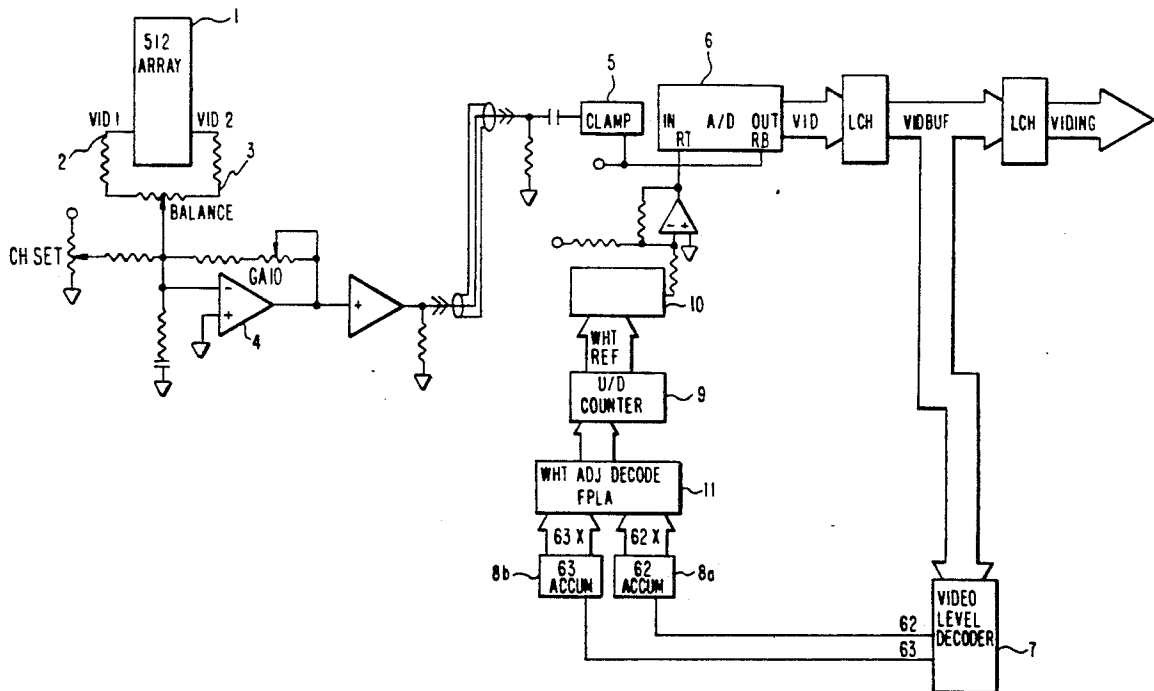 1
512
ARRAY
VID 1
VID 2
2
3
BALANCE
CH SET
GAIO
-
+
4
+
5
CLAMP
6
IN
A/D
OUT
RT
RB
VID
LCH
VIDBUF
LCH
VIDING
- +
10
WHT
REF
U/D
COUNTER
9
WHT ADJ DECODE
FPLA
11
63 X
62 X
8b
63
ACCUM
62
ACCUM
8a
VIDEO
LEVEL
DECODER
62
63
7